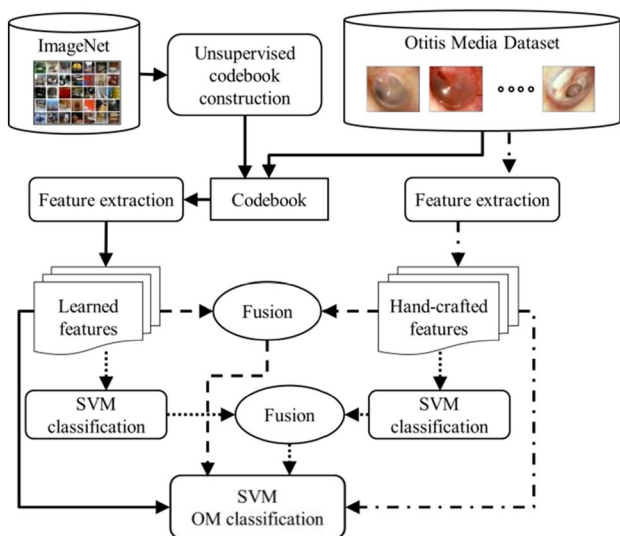 ImageNet
Unsupervised
codebook
construction
Otitis Media Dataset
Feature extraction
Codebook
Feature extraction
Learned
features
Fusion
Hand-crafted
features
SVM
classification
Fusion
SVM
classification
SVM
OM classification